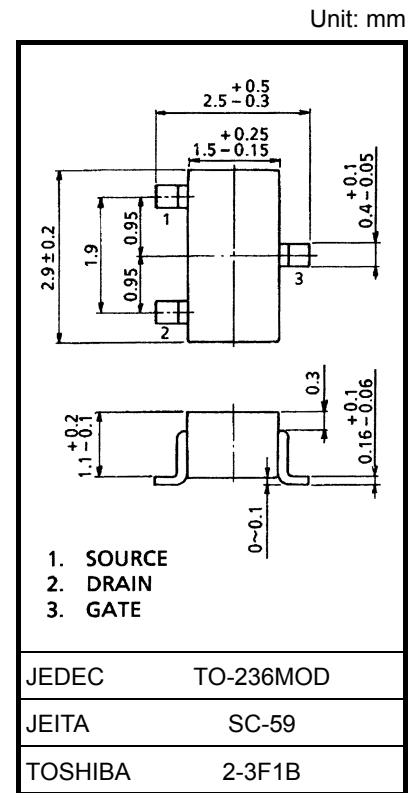 Unit: mm
+0.5
2.5−0.3
+0.25
1.5−0.15
2.9±0.2
1.9
0.95
0.95
1
2
3
+0.1
0.4−0.05
+0.2
1.1−0.1
0.3
+0.1
0.16−0.06
0~0.1
1. SOURCE
2. DRAIN
3. GATE
JEDEC TO-236MOD
JEITA SC-59
TOSHIBA 2-3F1B